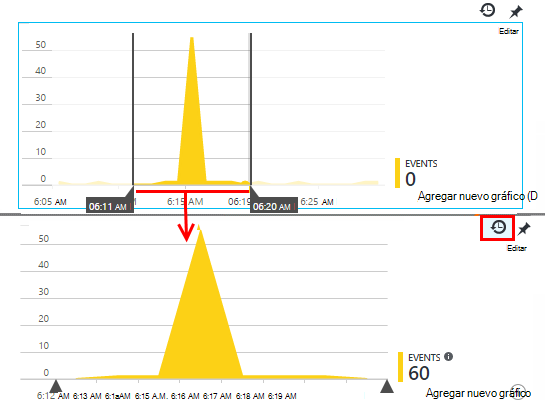 Editar
50
40
30
20
10
0
EVENTS
0
6:05 AM
06:11 AM
6:15 AM
06:20 AM
6:25 AM
Agregar nuevo gráfico (D
Editar
50
40
30
20
10
0
EVENTS
60
6:12 AM 6:13 AM 6:1aAM 6:15 A.M. 6:16 AM 6:17 AM 6:18 AM 6:19 AM
Agregar nuevo gráfico